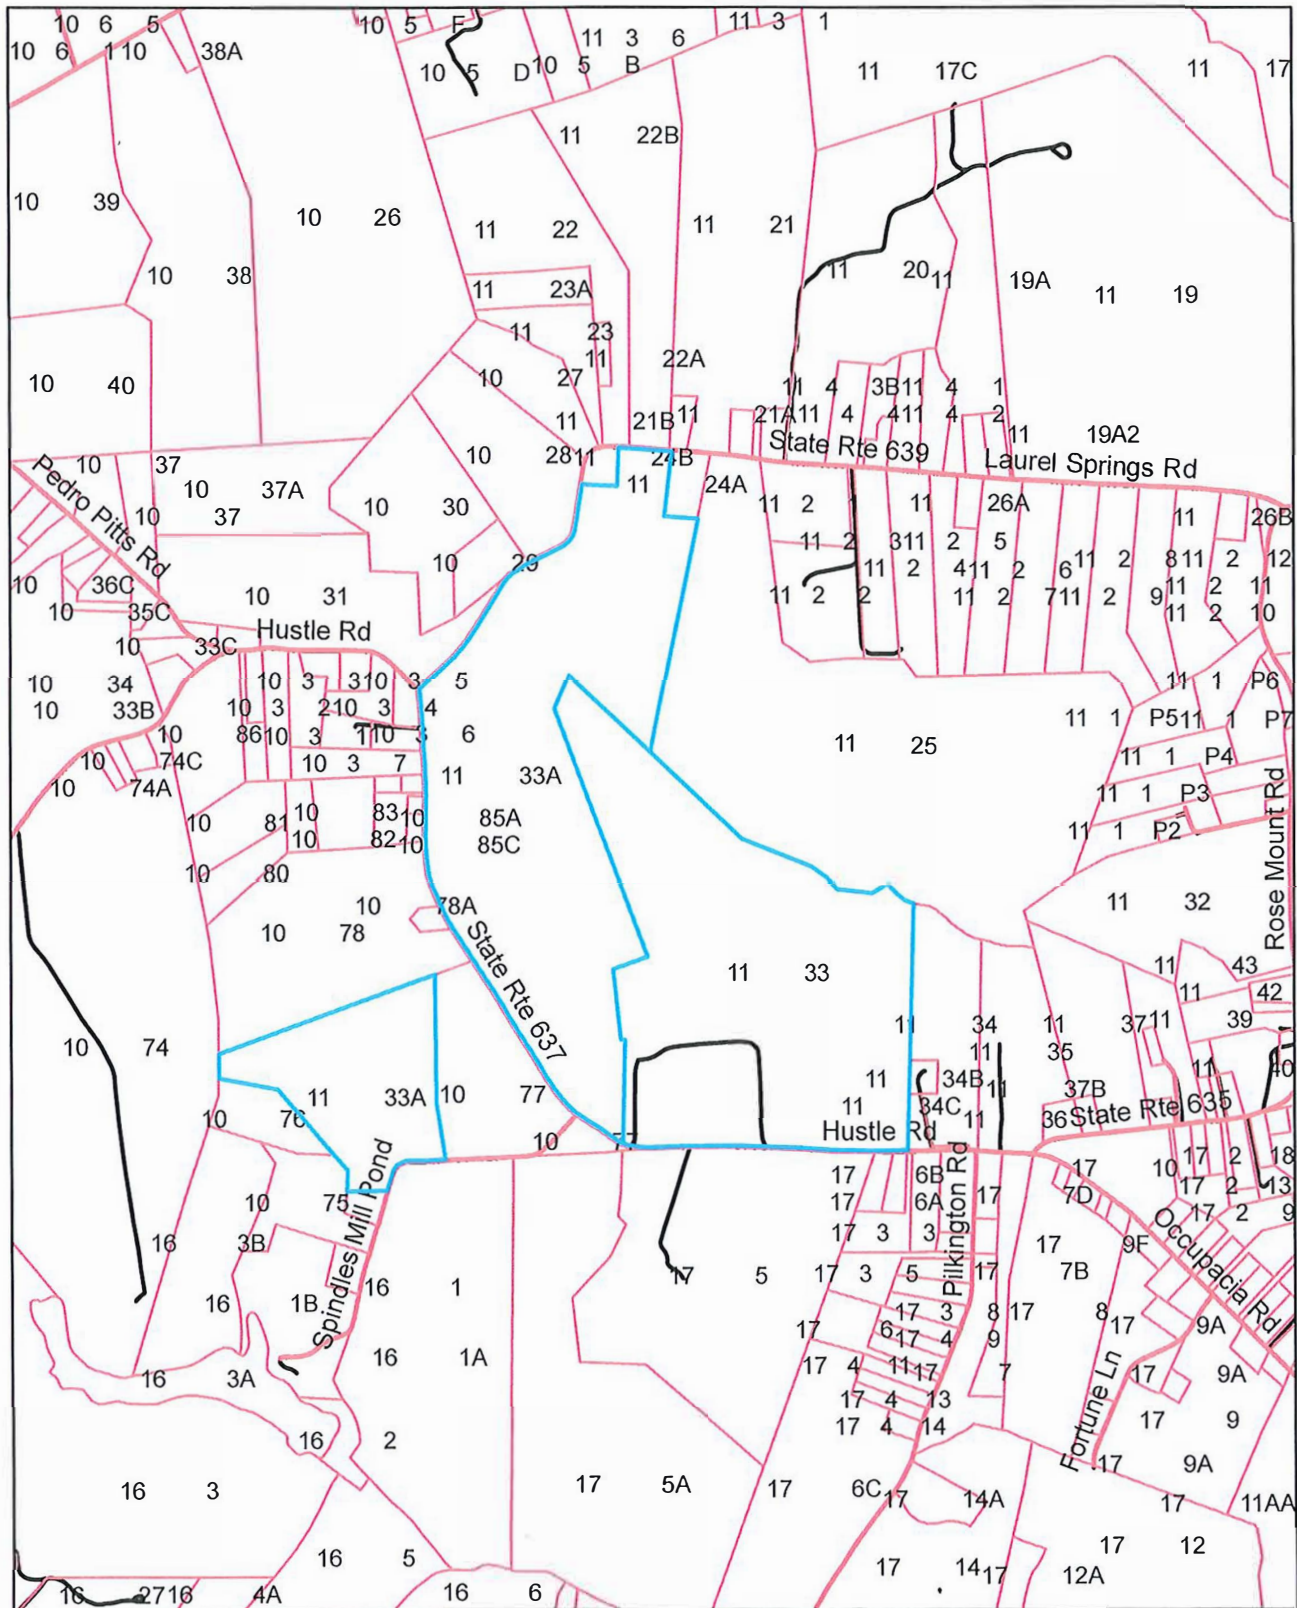 10 6 5 10 5 F 11 3 6 11 3 1
10 6 1 10 38A 10 5 D 10 5 B 11 17C 11 17
11 22B
10 39 10 26 11 22 11 21
10 38 11 23A 11 20 11 19A 11 19
11 23
11 22A
10 40 10 27 11 4 3B 11 4 1
11 21B 11 21A 11 4 4 11 4 2
State Rte 639 11 19A2
10 37 10 28 11 24B Laurel Springs Rd
Pedro Pitts Rd
10 37A 11 24A
10 37 10 30 11 2 1 11 26A 11 26B
11 2 3 11 2 5
10 29 11 2 4 11 2 6 11 2 8 11 2 12
10 36C 10 31 11 2 2 11 2 7 11 2 9 11 2 11
10 35C 11 2 10
Hustle Rd
10 33C
10 34 10 3 3 10 3 5 11 1 P6
10 33B 10 3 2 10 3 4 11 1 P5 11 1 P7
10 86 10 3 1 10 3 6 11 25
10 74C 10 3 7 11 33A 11 1 P4
10 74A 11 1 P3
10 81 10 83 10 85A 11 1 P2
10 82 10 85C
Rose Mount Rd
10 80
10 78A 11 32
10 78
State Rte 637
11 33 11 43
11 42
11 34 11 37 11 39
10 74 11 35 11 40
11 33A 10 77 11 34B 11 37B
10 76 11 34C 11 36 State Rte 635
10 77 Hustle Rd
Pilkington Rd
17 6B 17 10 17 2 18
10 75 17 6A 17 7D 17 2 13
Spindles Mill Pond
16 3B 17 3 3 17 9F 17 2 9
Occupacia Rd
16 1 17 5 17 3 5 17 7B
16 1B 17 3 8 17 8 17 9A
17 6 17 4 9
16 3A 16 1A 17 4 11 17 7 17 9A
Fortune Ln
17 4 13
16 2 17 4 14 17 9
17 9A
16 3 17 5A 17 6C 17 14A 17 11AA
17 12
16 5 17 14 17 12A
16 27 16 4A 16 6